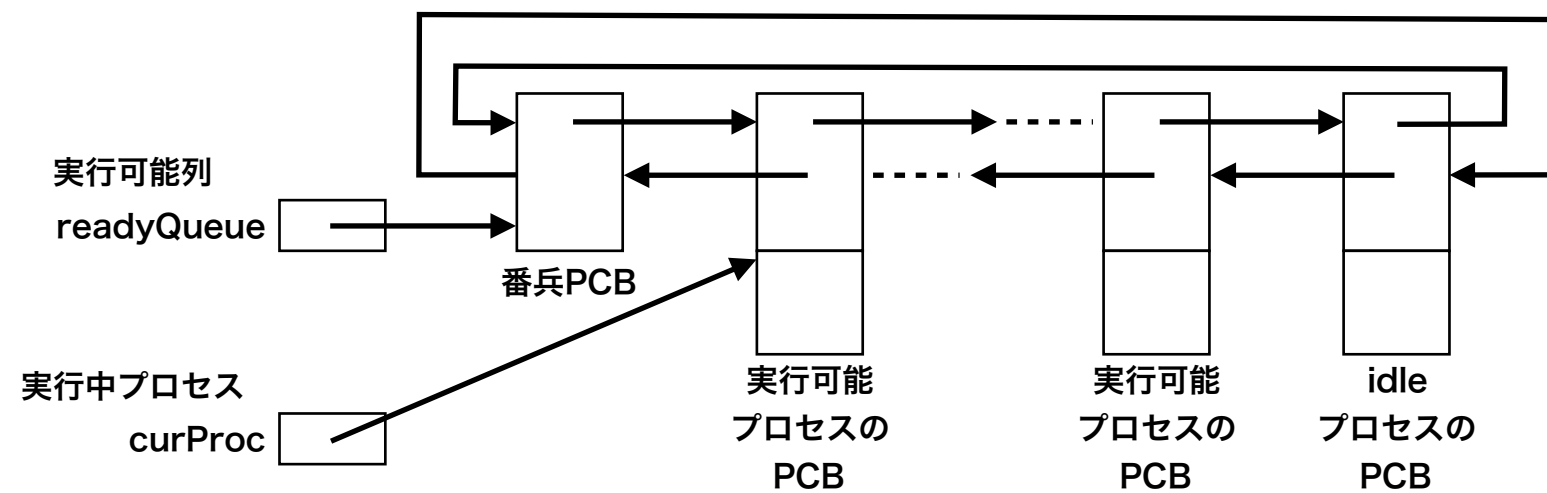 実行可能列
readyQueue
番兵PCB
実行中プロセス
curProc
実行可能
プロセスの
PCB
実行可能
プロセスの
PCB
idle
プロセスの
PCB